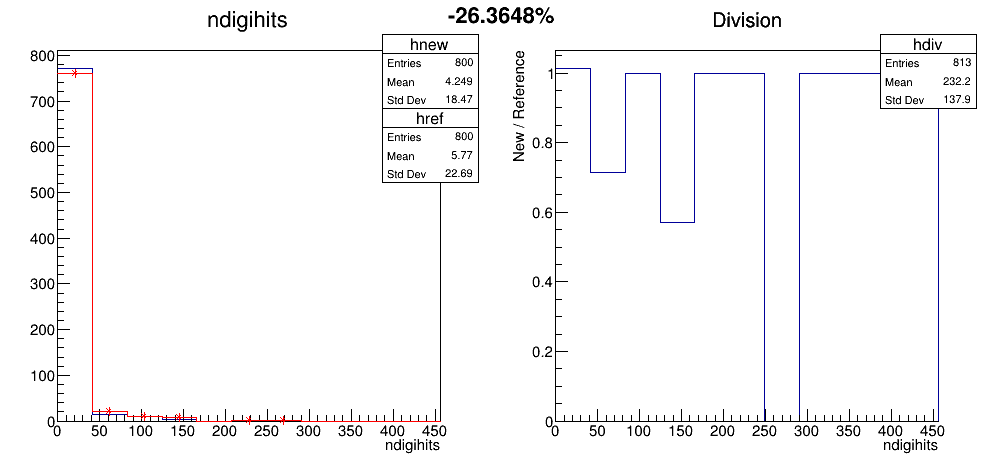 -26.3648%
ndigihits
hnew
Entries 800
Mean 4.249
Std Dev 18.47
href
Entries 800
Mean 5.77
Std Dev 22.69
800
700
600
500
400
300
200
100
0
0 50 100 150 200 250 300 350 400 450
ndigihits
Division
hdiv
Entries 813
Mean 232.2
Std Dev 137.9
New / Reference
1
0.8
0.6
0.4
0.2
0
0 50 100 150 200 250 300 350 400 450
ndigihits